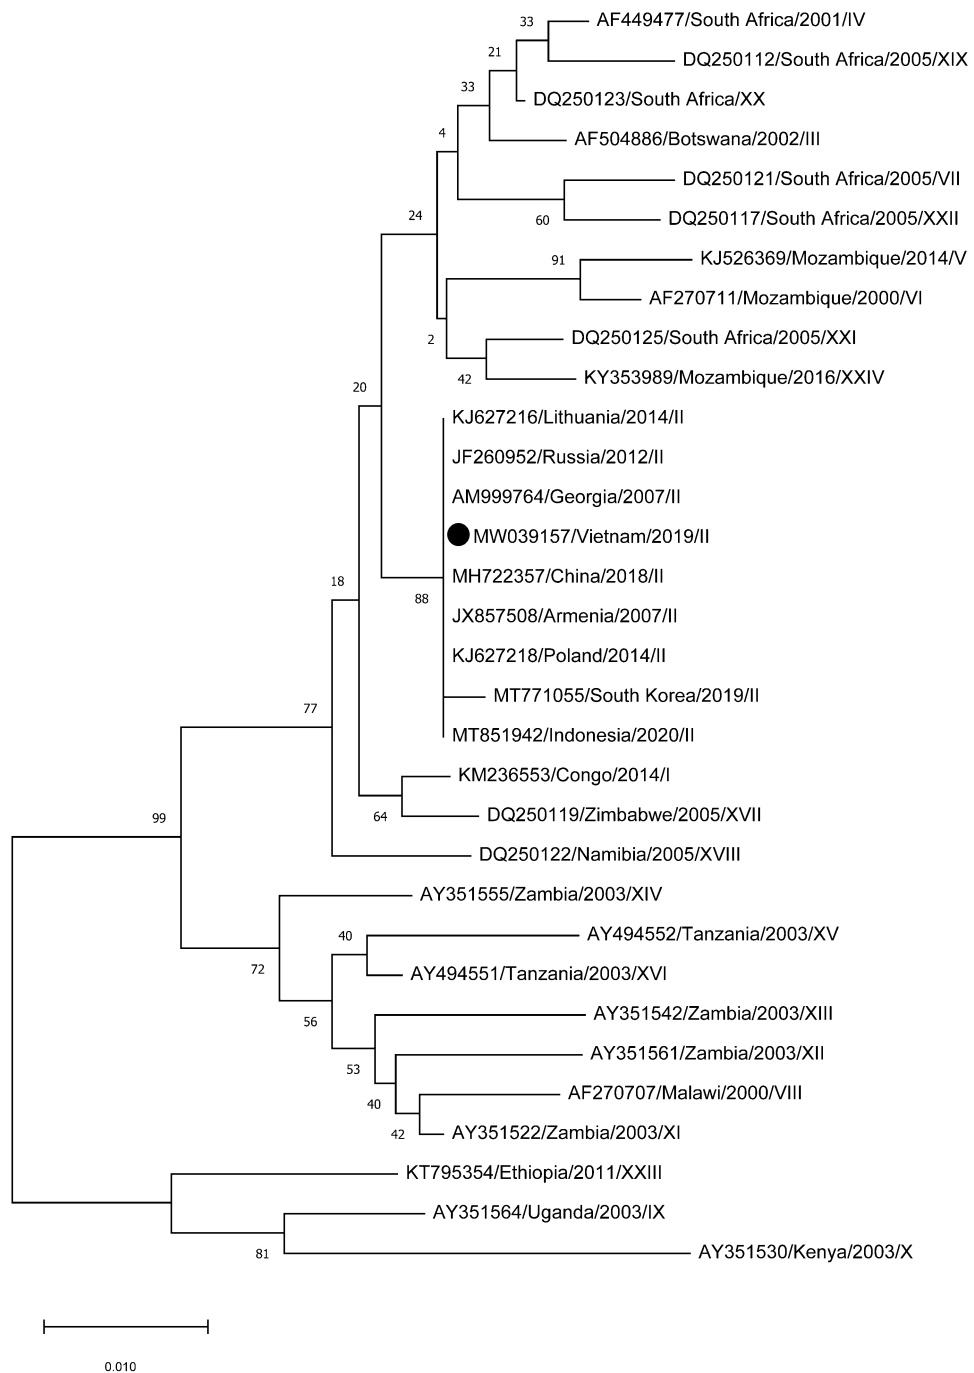 33
AF449477/South Africa/2001/IV
21
DQ250112/South Africa/2005/XIX
33
DQ250123/South Africa/XX
4
AF504886/Botswana/2002/III
DQ250121/South Africa/2005/VII
24
60
DQ250117/South Africa/2005/XXII
91
KJ526369/Mozambique/2014/V
AF270711/Mozambique/2000/VI
2
DQ250125/South Africa/2005/XXI
20
42
KY353989/Mozambique/2016/XXIV
KJ627216/Lithuania/2014/II
JF260952/Russia/2012/II
AM999764/Georgia/2007/II
MW039157/Vietnam/2019/II
18
MH722357/China/2018/II
88
JX857508/Armenia/2007/II
KJ627218/Poland/2014/II
77
MT771055/South Korea/2019/II
MT851942/Indonesia/2020/II
KM236553/Congo/2014/I
99
64
DQ250119/Zimbabwe/2005/XVII
DQ250122/Namibia/2005/XVIII
AY351555/Zambia/2003/XIV
40
AY494552/Tanzania/2003/XV
72
AY494551/Tanzania/2003/XVI
56
AY351542/Zambia/2003/XIII
53
AY351561/Zambia/2003/XII
40
AF270707/Malawi/2000/VIII
42
AY351522/Zambia/2003/XI
KT795354/Ethiopia/2011/XXIII
AY351564/Uganda/2003/IX
81
AY351530/Kenya/2003/X
0.010